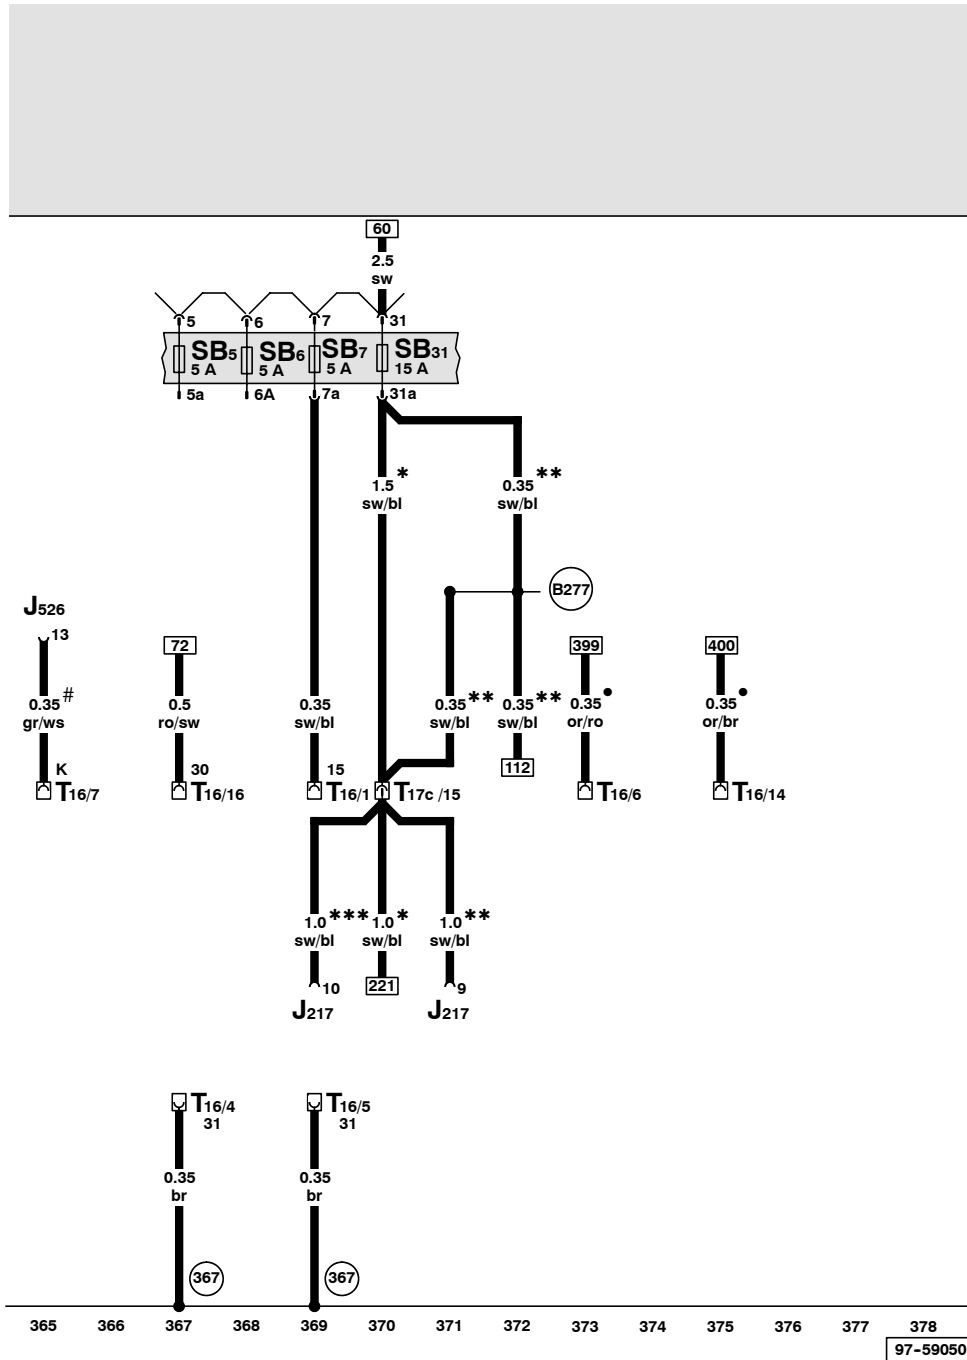 60
2.5
sw
5 6 7 31
SB5 SB6 SB7 SB31
5 A 5 A 5 A 15 A
5a 6A 7a 31a
* **
1.5 0.35
sw/bl sw/bl
B277
J526
13 72 399 400
# ** ** • •
0.35 0.5 0.35 0.35 0.35 0.35 0.35
gr/ws ro/sw sw/bl sw/bl sw/bl or/ro or/br
112
K 30 15
T16/7 T16/16 T16/1 T17c /15 T16/6 T16/14
1.0 *** 1.0 * 1.0 **
sw/bl sw/bl sw/bl
10 221 9
J217 J217
T16/4 T16/5
31 31
0.35 0.35
br br
367 367
365 366 367 368 369 370 371 372 373 374 375 376 377 378
97-59050